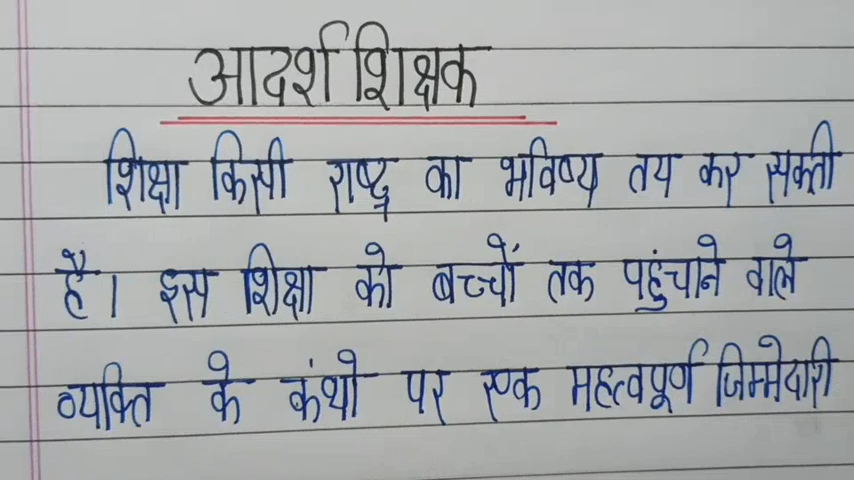 आदर्श शिक्षक
शिक्षा किसी राष्ट्र का भविष्य तय कर सकती
है। इस शिक्षा को बच्चों तक पहुंचाने वाले
व्यक्ति के कंधो पर एक महत्वपूर्ण जिम्मेदारी